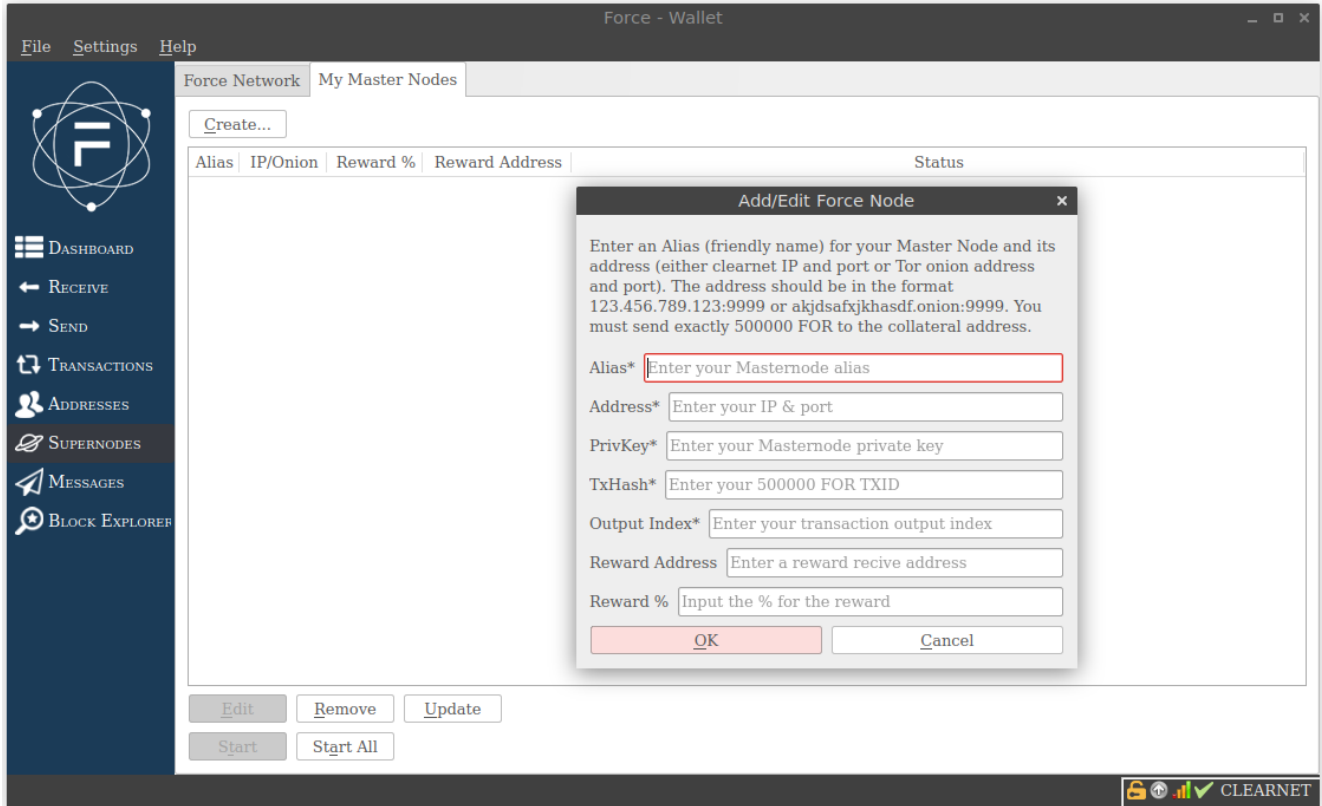 Force - Wallet
File Settings Help
Force Network My Master Nodes
Create...
Alias IP/Onion Reward % Reward Address Status
DASHBOARD
RECEIVE
SEND
TRANSACTIONS
ADDRESSES
SUPERNODES
MESSAGES
BLOCK EXPLORER
Add/Edit Force Node
Enter an Alias (friendly name) for your Master Node and its
address (either clearnet IP and port or Tor onion address
and port). The address should be in the format
123.456.789.123:9999 or akjdsafxjkhasdf.onion:9999. You
must send exactly 500000 FOR to the collateral address.
Alias* Enter your Masternode alias
Address* Enter your IP & port
PrivKey* Enter your Masternode private key
TxHash* Enter your 500000 FOR TXID
Output Index* Enter your transaction output index
Reward Address Enter a reward recive address
Reward % Input the % for the reward
OK Cancel
Edit Remove Update
Start Start All
CLEARNET